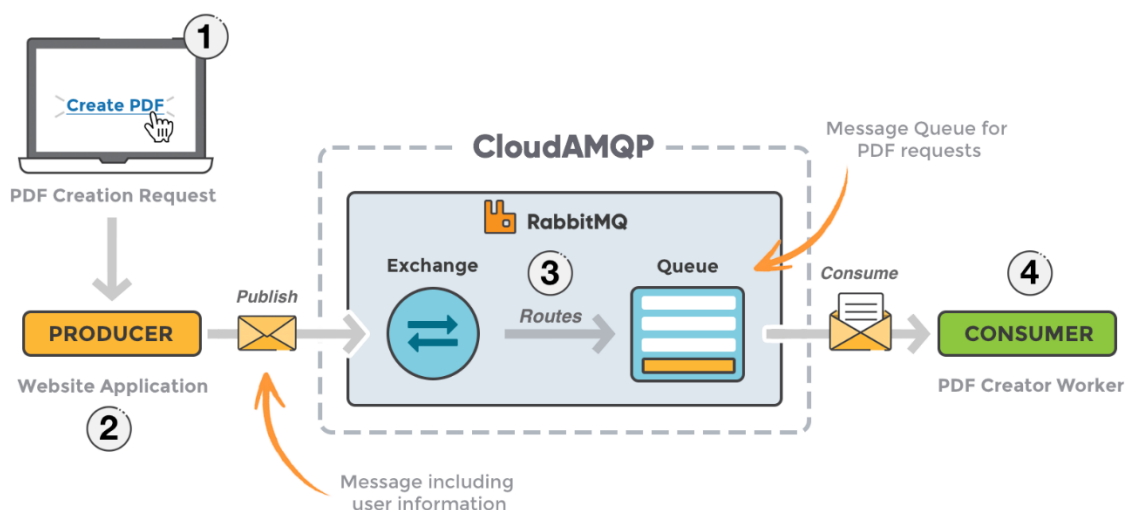 1
Create PDF
PDF Creation Request
CloudAMQP
Message Queue for
PDF requests
RabbitMQ
Exchange
3
Queue
Publish
Routes
Consume
4
PRODUCER
CONSUMER
Website Application
PDF Creator Worker
2
Message including
user information